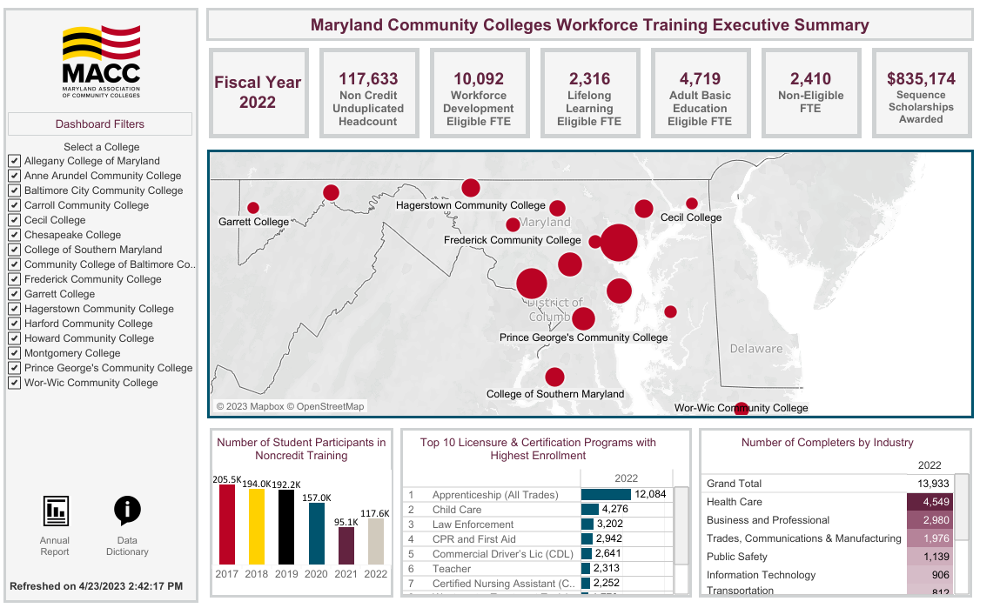 MACC
MARYLAND ASSOCIATION
OF COMMUNITY COLLEGES
Dashboard Filters
Select a College
Allegany College of Maryland
Anne Arundel Community College
Baltimore City Community College
Carroll Community College
Cecil College
Chesapeake College
College of Southern Maryland
Community College of Baltimore Co..
Frederick Community College
Garrett College
Hagerstown Community College
Harford Community College
Howard Community College
Montgomery College
Prince George's Community College
Wor-Wic Community College
Annual
Report
Data
Dictionary
Refreshed on 4/23/2023 2:42:17 PM
Maryland Community Colleges Workforce Training Executive Summary
Fiscal Year
2022
117,633
Non Credit
Unduplicated
Headcount
10,092
Workforce
Development
Eligible FTE
2,316
Lifelong
Learning
Eligible FTE
4,719
Adult Basic
Education
Eligible FTE
2,410
Non-Eligible
FTE
$835,174
Sequence
Scholarships
Awarded
Garrett College
Hagerstown Community College
Maryland
Cecil College
Frederick Community College
District of
Columb
Prince George's Community College
Delaware
College of Southern Maryland
Wor-Wic Community College
© 2023 Mapbox © OpenStreetMap
Number of Student Participants in
Noncredit Training
205.5K 194.0K 192.2K
157.0K
95.1K
117.6K
2017 2018 2019 2020 2021 2022
Top 10 Licensure & Certification Programs with
Highest Enrollment
2022
1 Apprenticeship (All Trades) 12,084
2 Child Care 4,276
3 Law Enforcement 3,202
4 CPR and First Aid 2,942
5 Commercial Driver's Lic (CDL) 2,641
6 Teacher 2,313
7 Certified Nursing Assistant (C.. 2,252
Number of Completers by Industry
2022
Grand Total 13,933
Health Care 4,549
Business and Professional 2,980
Trades, Communications & Manufacturing 1,976
Public Safety 1,139
Information Technology 906
Transportation 812